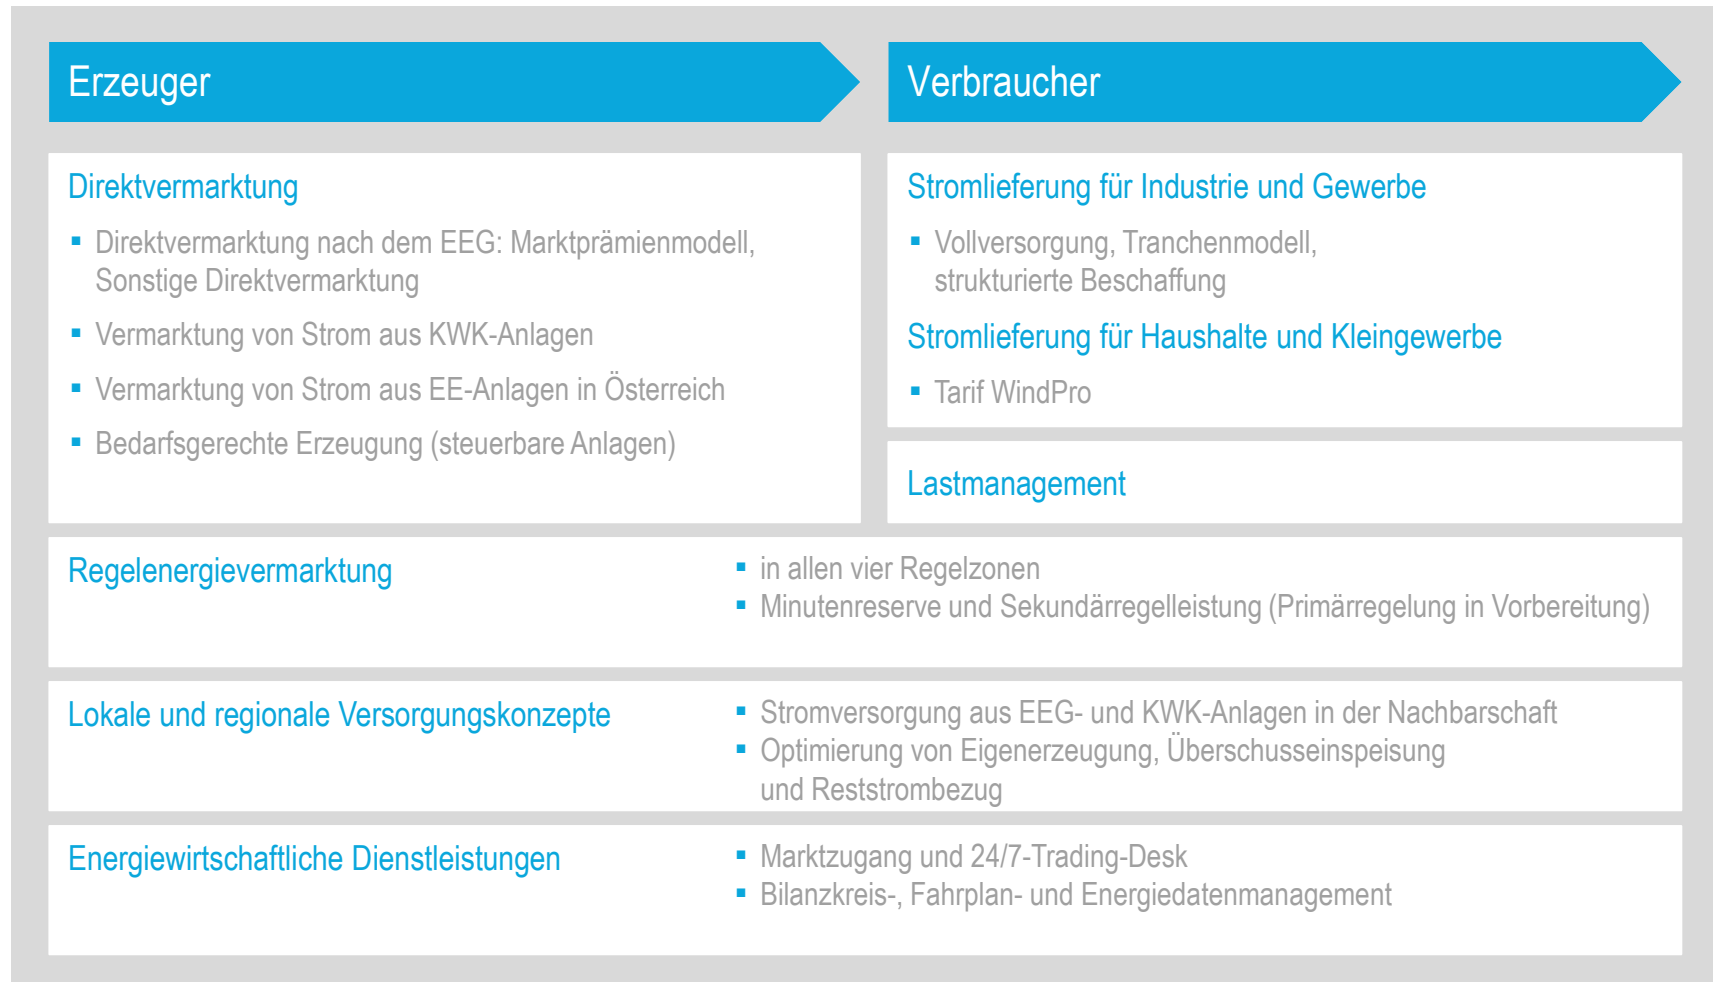 Erzeuger
Direktvermarktung
▪ Direktvermarktung nach dem EEG: Marktprämienmodell,
Sonstige Direktvermarktung
▪ Vermarktung von Strom aus KWK-Anlagen
▪ Vermarktung von Strom aus EE-Anlagen in Österreich
▪ Bedarfsgerechte Erzeugung (steuerbare Anlagen)
Verbraucher
Stromlieferung für Industrie und Gewerbe
▪ Vollversorgung, Tranchenmodell,
strukturierte Beschaffung
Stromlieferung für Haushalte und Kleingewerbe
▪ Tarif WindPro
Lastmanagement
Regelenergievermarktung
▪ in allen vier Regelzonen
▪ Minutenreserve und Sekundärregelleistung (Primärregelung in Vorbereitung)
Lokale und regionale Versorgungskonzepte
▪ Stromversorgung aus EEG- und KWK-Anlagen in der Nachbarschaft
▪ Optimierung von Eigenerzeugung, Überschusseinspeisung
und Reststrombezug
Energiewirtschaftliche Dienstleistungen
▪ Marktzugang und 24/7-Trading-Desk
▪ Bilanzkreis-, Fahrplan- und Energiedatenmanagement